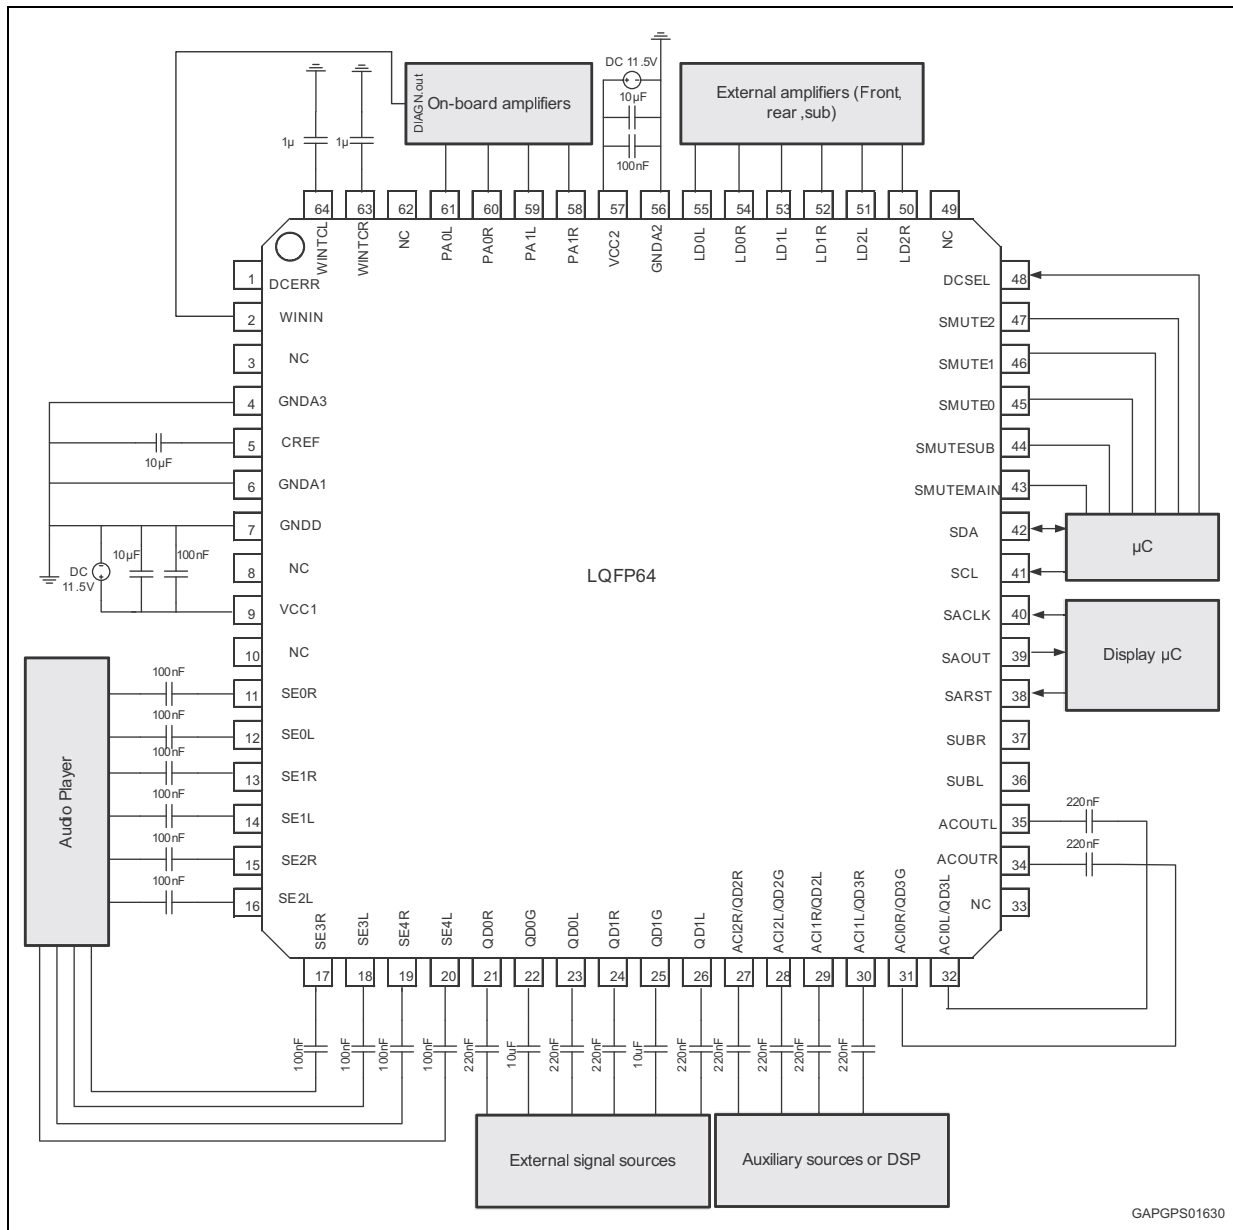 DC 11.5V
10µF
100nF
DIAGN.out
On-board amplifiers
External amplifiers (Front,
rear ,sub)
1µ
1µ
64
63
62
61
60
59
58
57
56
55
54
53
52
51
50
49
WINTCL
WINTCR
NC
PA0L
PA0R
PA1L
PA1R
VCC2
GNDA2
LD0L
LD0R
LD1L
LD1R
LD2L
LD2R
NC
1 DCERR
2 WININ
3 NC
4 GNDA3
5 CREF
10µF
6 GNDA1
7 GNDD
8 NC
DC
11.5V
10µF
100nF
9 VCC1
10 NC
Audio Player
100nF
11 SE0R
100nF
12 SE0L
100nF
13 SE1R
100nF
14 SE1L
100nF
15 SE2R
100nF
16 SE2L
LQFP64
DCSEL 48
SMUTE2 47
SMUTE1 46
SMUTE0 45
SMUTESUB 44
SMUTEMAIN 43
SDA 42
SCL 41
µC
SACLK 40
SAOUT 39
SARST 38
Display µC
SUBR 37
SUBL 36
ACOUTL 35
220nF
ACOUTR 34
220nF
NC 33
SE3R
SE3L
SE4R
SE4L
QD0R
QD0G
QD0L
QD1R
QD1G
QD1L
ACI2R/QD2R
ACI2L/QD2G
ACI1R/QD2L
ACI1L/QD3R
ACI0R/QD3G
ACI0L/QD3L
17
18
19
20
21
22
23
24
25
26
27
28
29
30
31
32
100nF
100nF
100nF
100nF
220nF
10uF
220nF
220nF
10uF
220nF
220nF
220nF
220nF
220nF
External signal sources
Auxiliary sources or DSP
GAPGPS01630